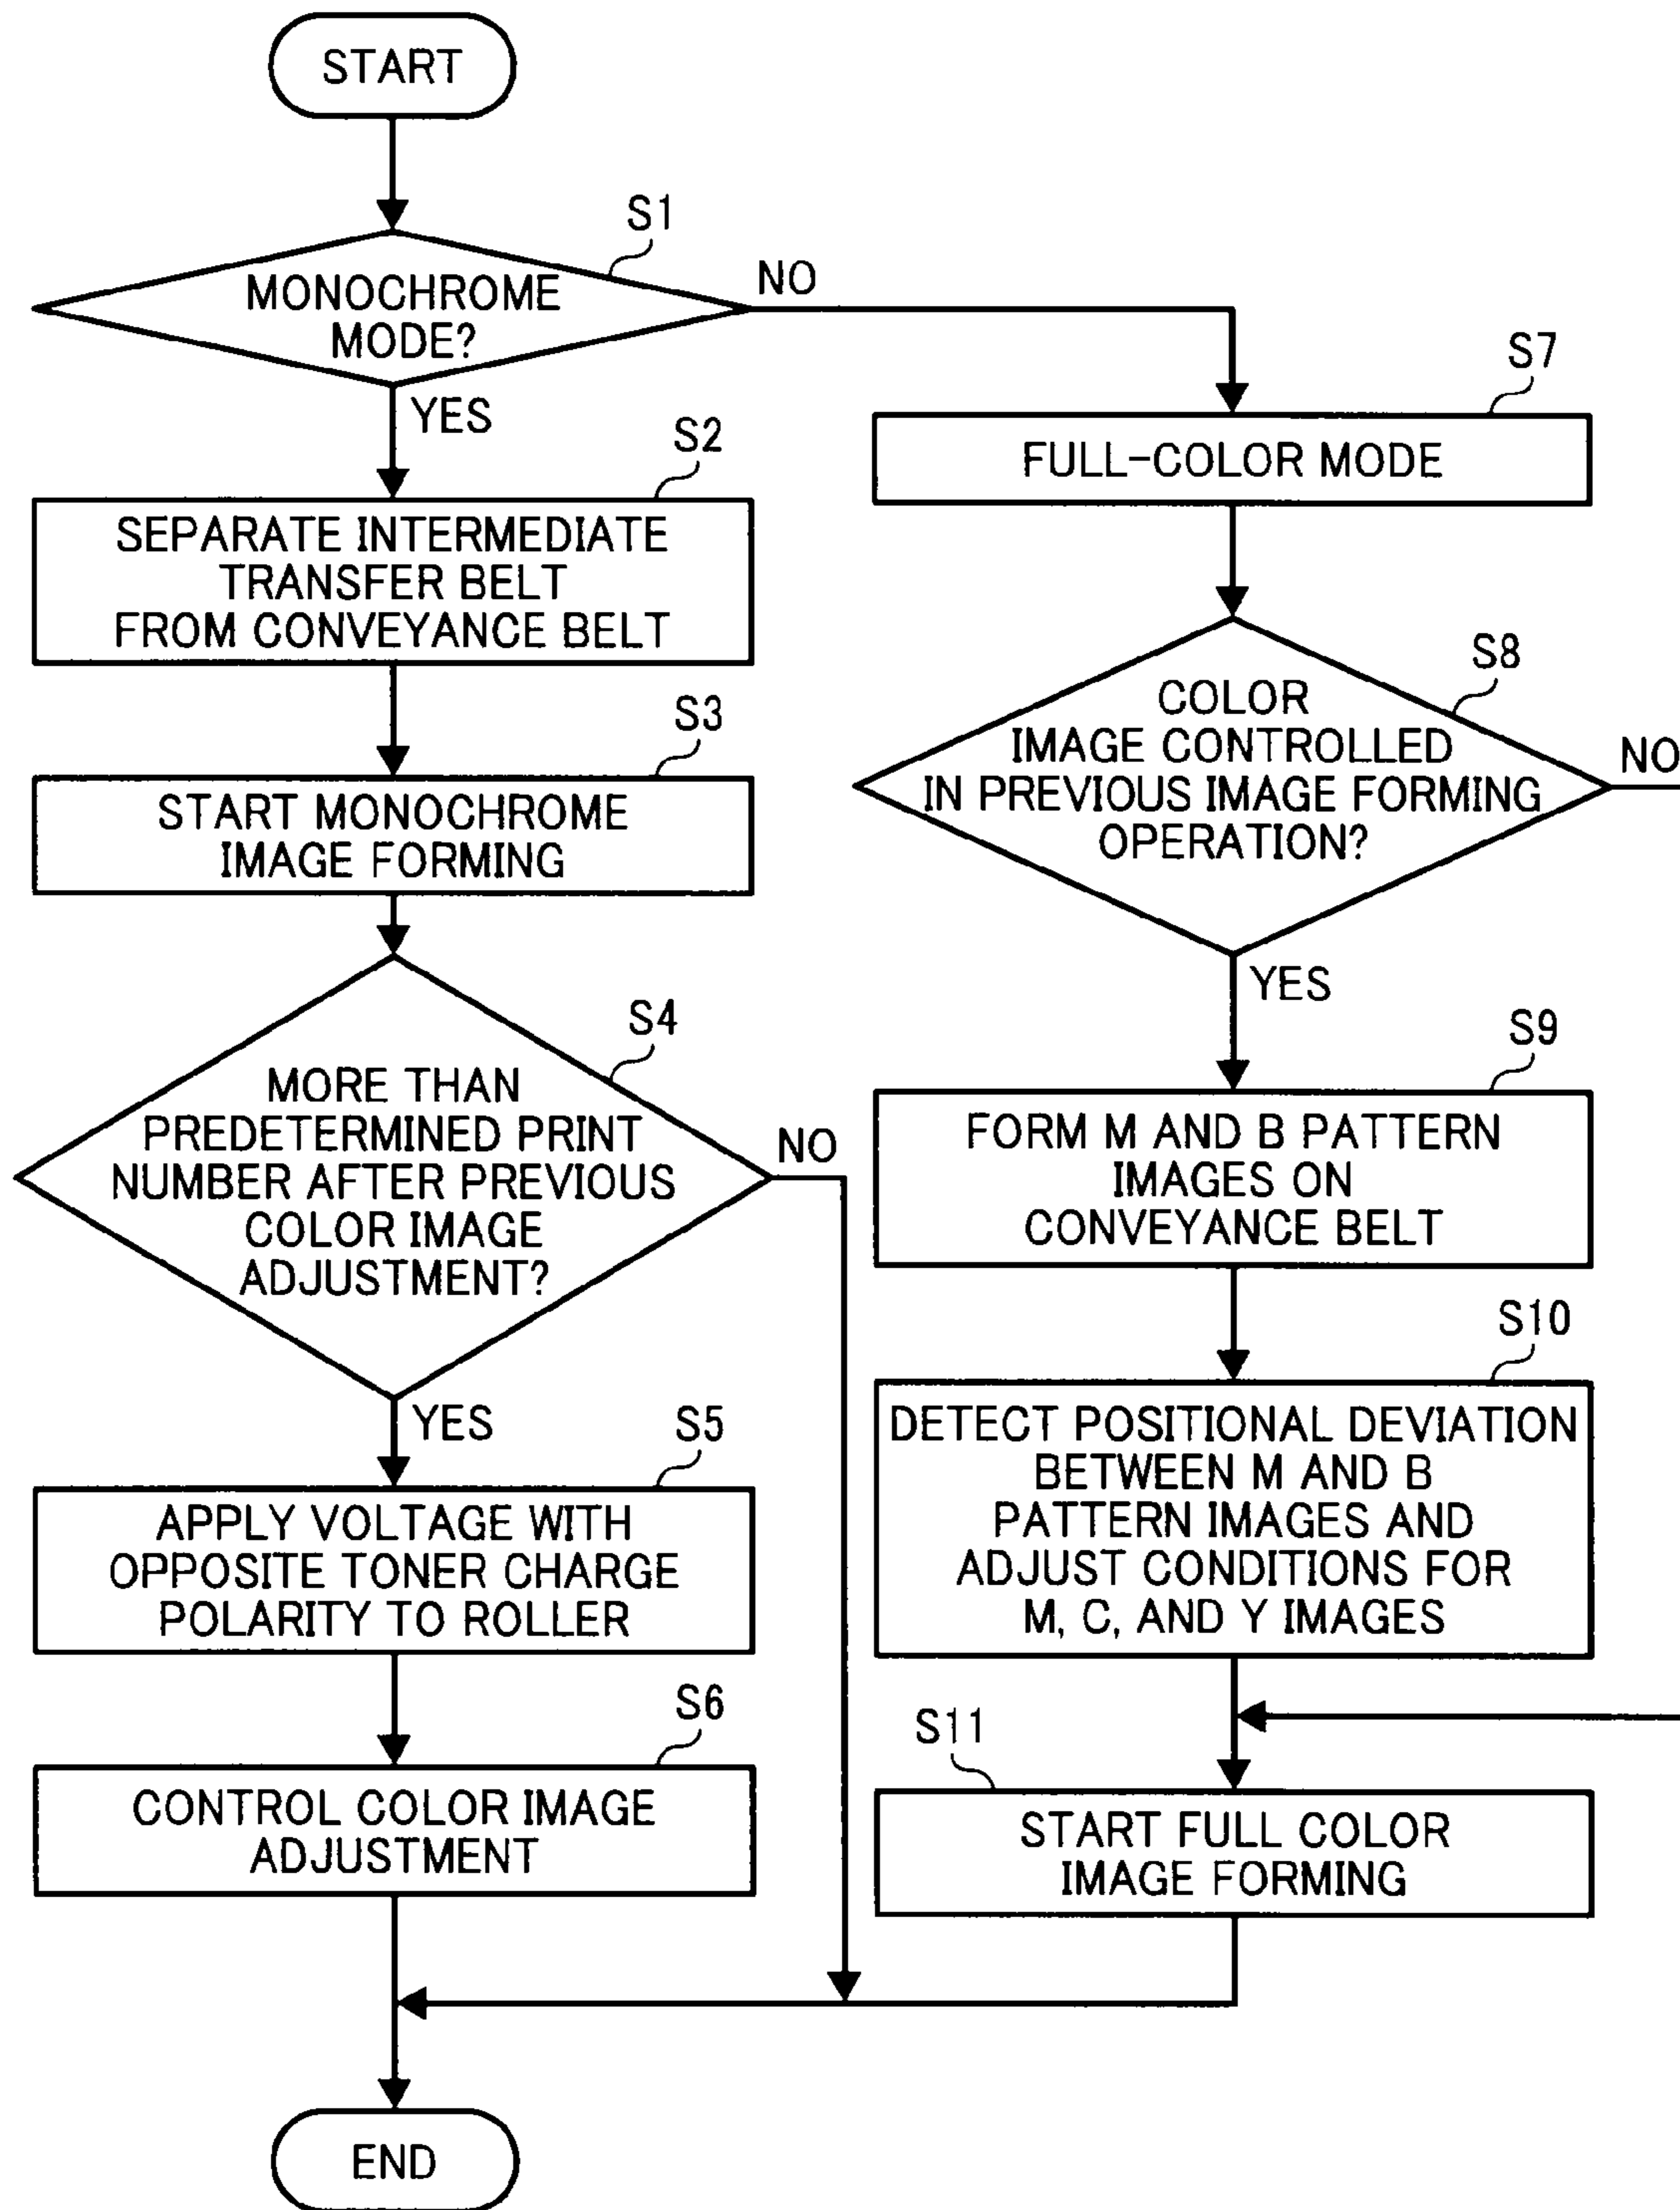 START
S1
MONOCHROME
MODE?
NO
YES
S2
SEPARATE INTERMEDIATE
TRANSFER BELT
FROM CONVEYANCE BELT
S3
START MONOCHROME
IMAGE FORMING
S4
MORE THAN
PREDETERMINED PRINT
NUMBER AFTER PREVIOUS
COLOR IMAGE
ADJUSTMENT?
NO
YES
S5
APPLY VOLTAGE WITH
OPPOSITE TONER CHARGE
POLARITY TO ROLLER
S6
CONTROL COLOR IMAGE
ADJUSTMENT
S7
FULL-COLOR MODE
S8
COLOR
IMAGE CONTROLLED
IN PREVIOUS IMAGE FORMING
OPERATION?
NO
YES
S9
FORM M AND B PATTERN
IMAGES ON
CONVEYANCE BELT
S10
DETECT POSITIONAL DEVIATION
BETWEEN M AND B
PATTERN IMAGES AND
ADJUST CONDITIONS FOR
M, C, AND Y IMAGES
S11
START FULL COLOR
IMAGE FORMING
END